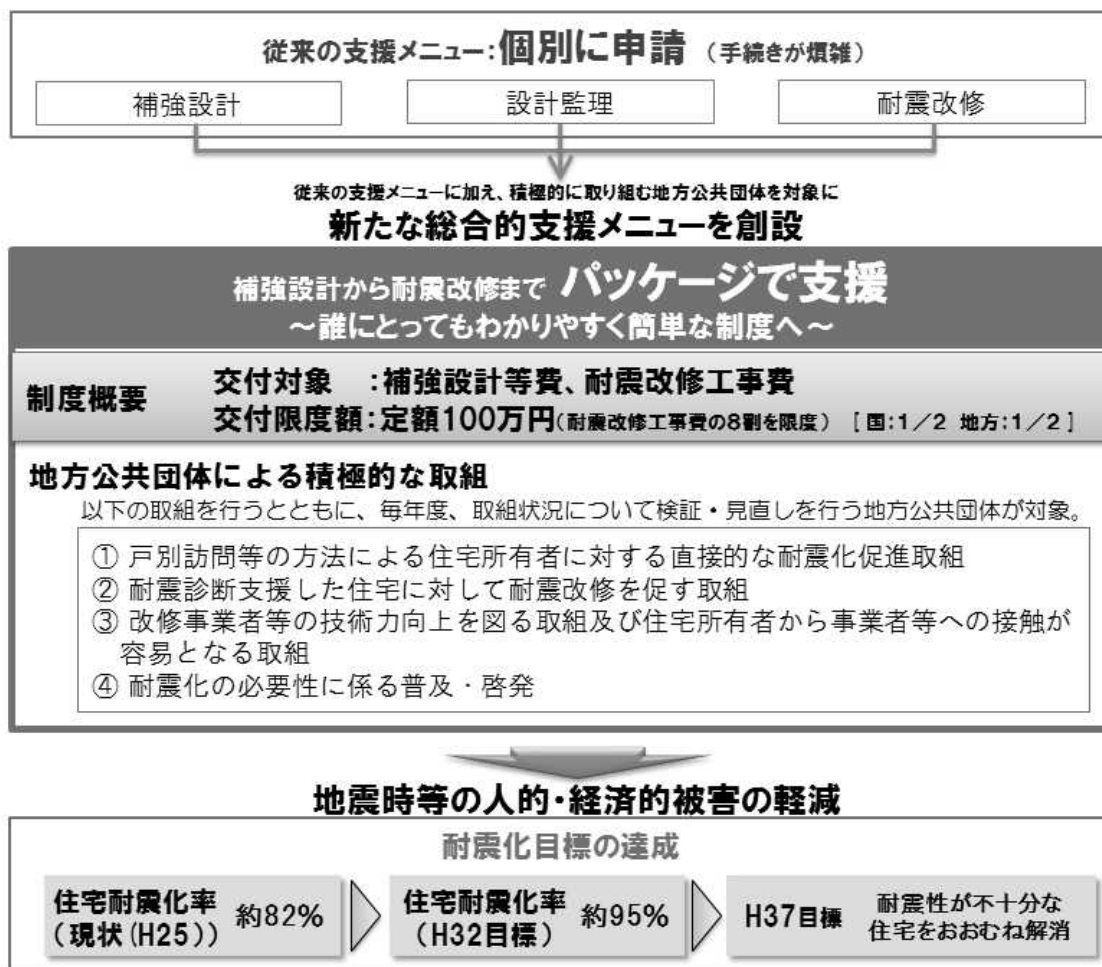 従来の支援メニュー:個別に申請 (手続きが煩雑)
補強設計
設計監理
耐震改修
従来の支援メニューに加え、積極的に取り組む地方公共団体を対象に
新たな総合的支援メニューを創設
補強設計から耐震改修まで パッケージで支援
~誰にとってもわかりやすく簡単な制度へ~
制度概要
交付対象 :補強設計等費、耐震改修工事費
交付限度額:定額100万円(耐震改修工事費の8割を限度) [国:1/2 地方:1/2]
地方公共団体による積極的な取組
以下の取組を行うとともに、毎年度、取組状況について検証・見直しを行う地方公共団体が対象。
① 戸別訪問等の方法による住宅所有者に対する直接的な耐震化促進取組
② 耐震診断支援した住宅に対して耐震改修を促す取組
③ 改修事業者等の技術力向上を図る取組及び住宅所有者から事業者等への接触が
容易となる取組
④ 耐震化の必要性に係る普及・啓発
地震時等の人的・経済的被害の軽減
耐震化目標の達成
住宅耐震化率
(現状(H25))
約82%
住宅耐震化率
(H32目標)
約95%
H37目標
耐震性が不十分な
住宅をおおむね解消